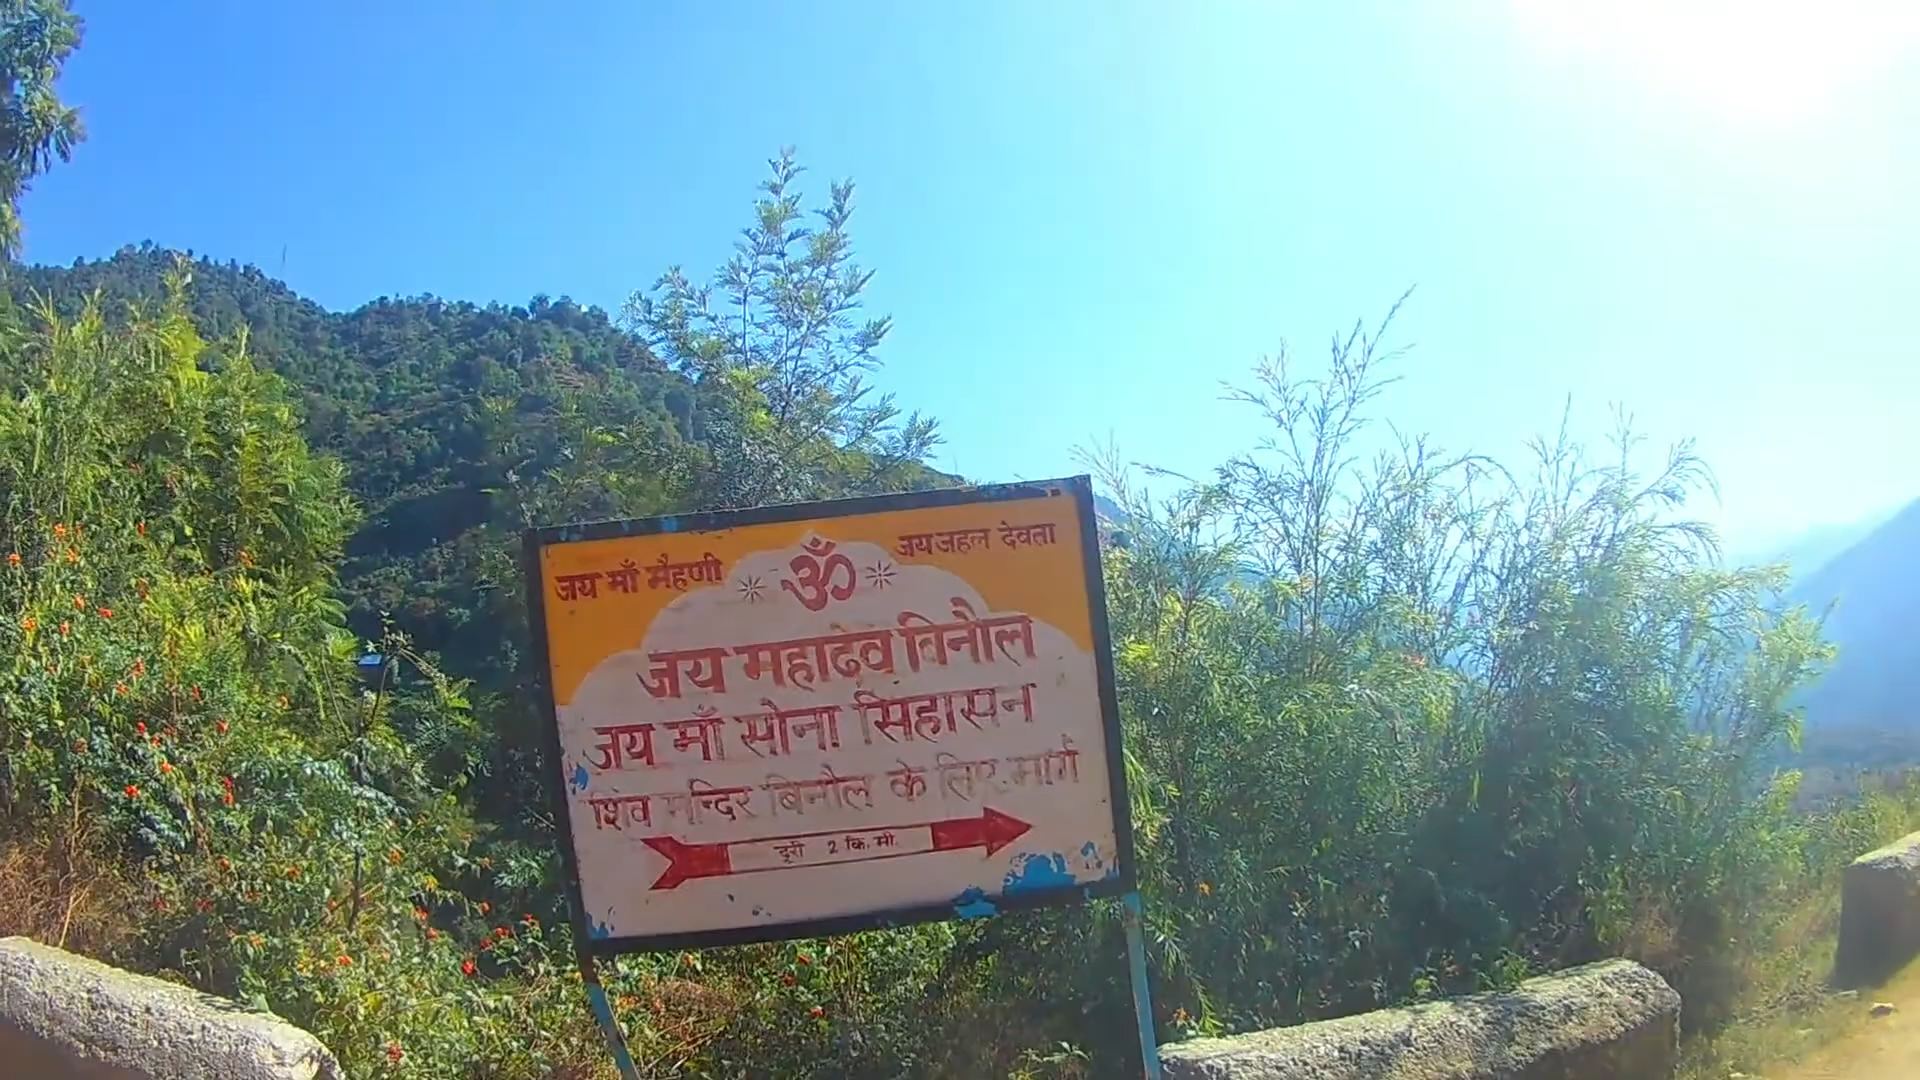 जय माँ मैहणी
जय जहल देवता
ॐ
जय महादेव बिनौल
जय माँ सोना सिंहासन
शिव मन्दिर बिनौल के लिए मार्ग
दूरी 2 कि. मी.